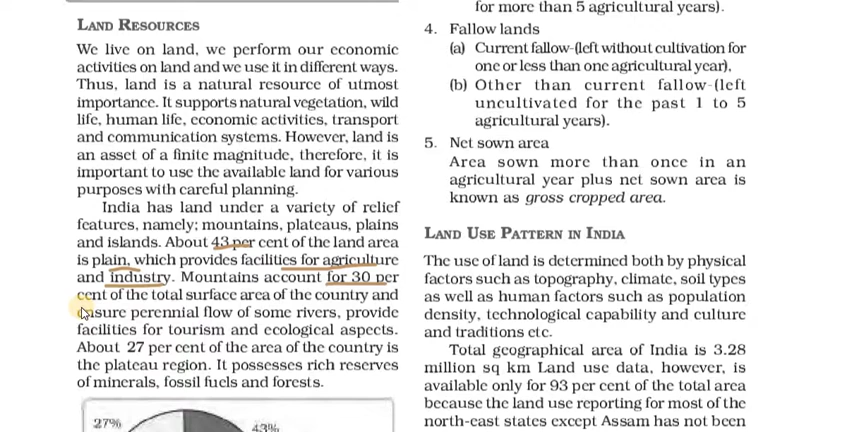 LAND RESOURCES
We live on land, we perform our economic
activities on land and we use it in different ways.
Thus, land is a natural resource of utmost
importance. It supports natural vegetation, wild
life, human life, economic activities, transport
and communication systems. However, land is
an asset of a finite magnitude, therefore, it is
important to use the available land for various
purposes with careful planning.
India has land under a variety of relief
features, namely; mountains, plateaus, plains
and islands. About 43 per cent of the land area
is plain, which provides facilities for agriculture
and industry. Mountains account for 30 per
cent of the total surface area of the country and
ensure perennial flow of some rivers, provide
facilities for tourism and ecological aspects.
About 27 per cent of the area of the country is
the plateau region. It possesses rich reserves
of minerals, fossil fuels and forests.
27%
43%
for more than 5 agricultural years).
4. Fallow lands
(a) Current fallow-(left without cultivation for
one or less than one agricultural year),
(b) Other than current fallow-(left
uncultivated for the past 1 to 5
agricultural years).
5. Net sown area
Area sown more than once in an
agricultural year plus net sown area is
known as gross cropped area.
LAND USE PATTERN IN INDIA
The use of land is determined both by physical
factors such as topography, climate, soil types
as well as human factors such as population
density, technological capability and culture
and traditions etc.
Total geographical area of India is 3.28
million sq km Land use data, however, is
available only for 93 per cent of the total area
because the land use reporting for most of the
north-east states except Assam has not been